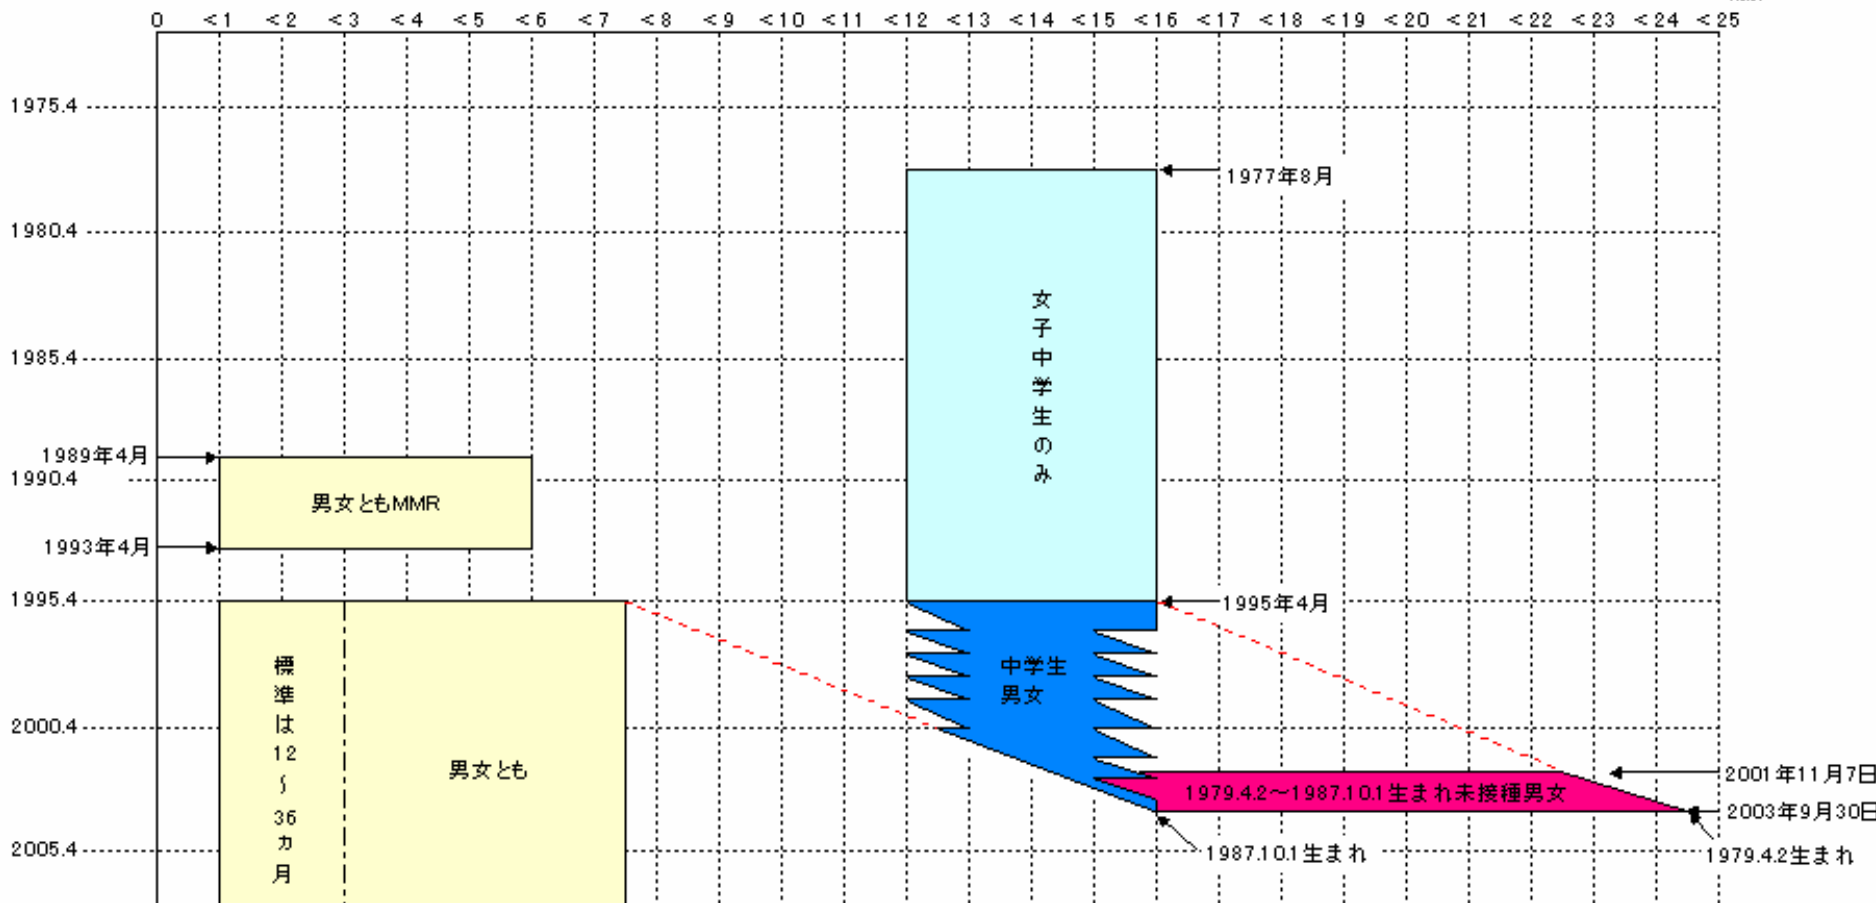 0 <1 <2 <3 <4 <5 <6 <7 <8 <9 <10 <11 <12 <13 <14 <15 <16 <17 <18 <19 <20 <21 <22 <23 <24 <25
1975.4
1977年8月
1980.4
女子中学生のみ
1985.4
1989年4月
1990.4
男女ともMMR
1993年4月
1995.4
1995年4月
標準は12~36カ月
中学生
男女
2000.4
男女とも
2001年11月7日
1979.4.2~1987.10.1生まれ未接種男女
2003年9月30日
2005.4
1987.10.1生まれ
1979.4.2生まれ